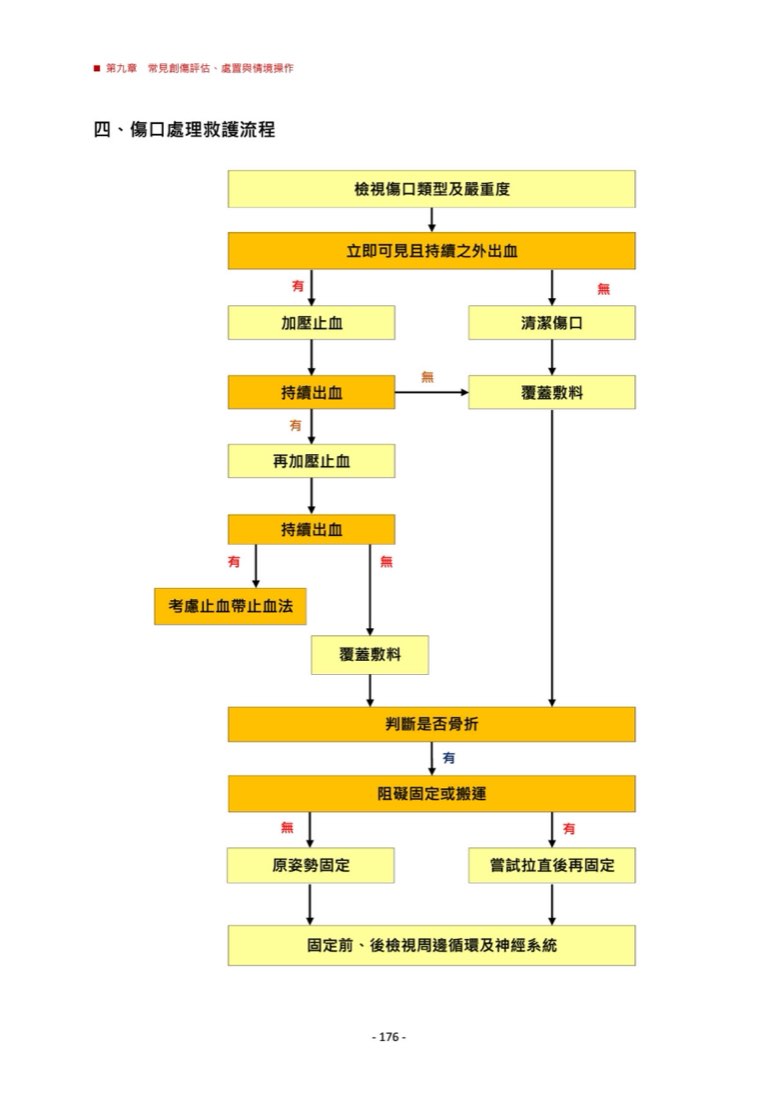 ■ 第九章 常見創傷評估、處置與情境操作
四、傷口處理救護流程
檢視傷口類型及嚴重度
立即可見且持續之外出血
有
無
加壓止血
清潔傷口
持續出血
無
覆蓋敷料
有
再加壓止血
持續出血
有
無
考慮止血帶止血法
覆蓋敷料
判斷是否骨折
有
阻礙固定或搬運
無
有
原姿勢固定
嘗試拉直後再固定
固定前、後檢視周邊循環及神經系統
- 176 -